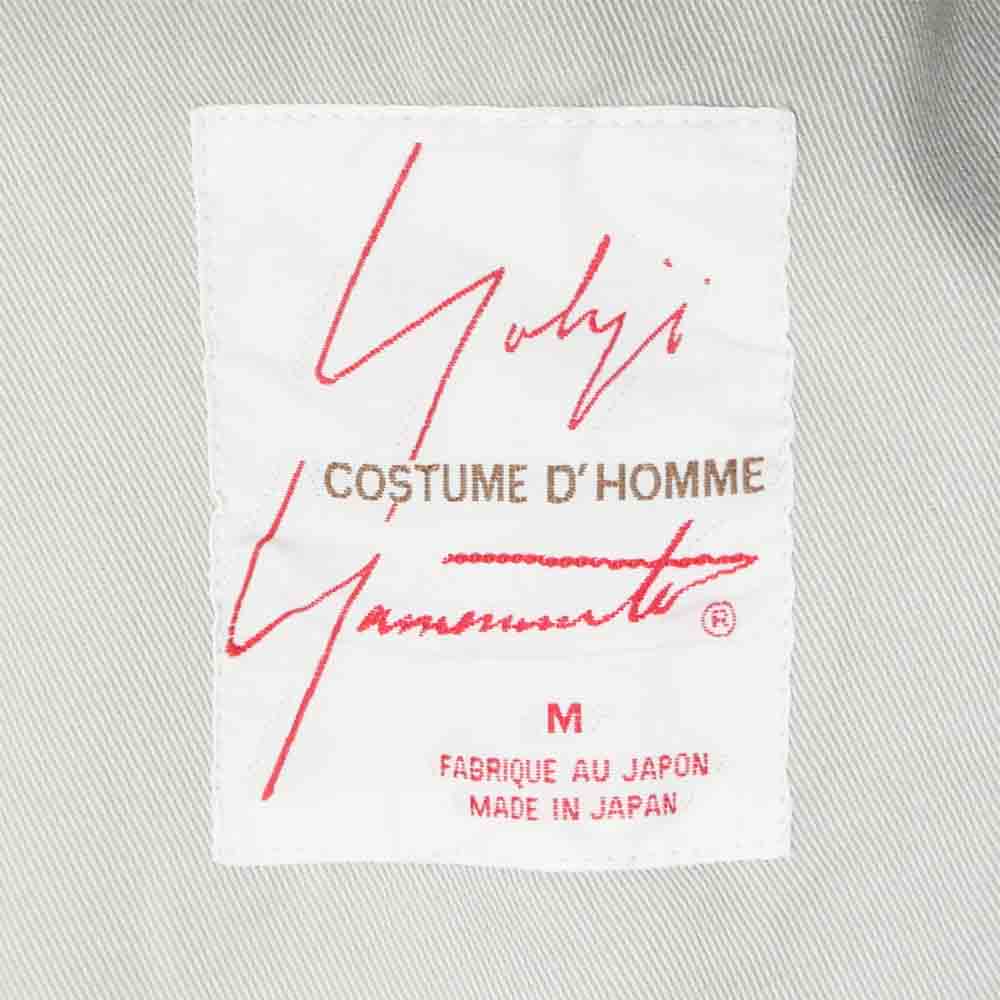 Yohji
COSTUME D'HOMME
Yamamoto ®
M
FABRIQUE AU JAPON
MADE IN JAPAN